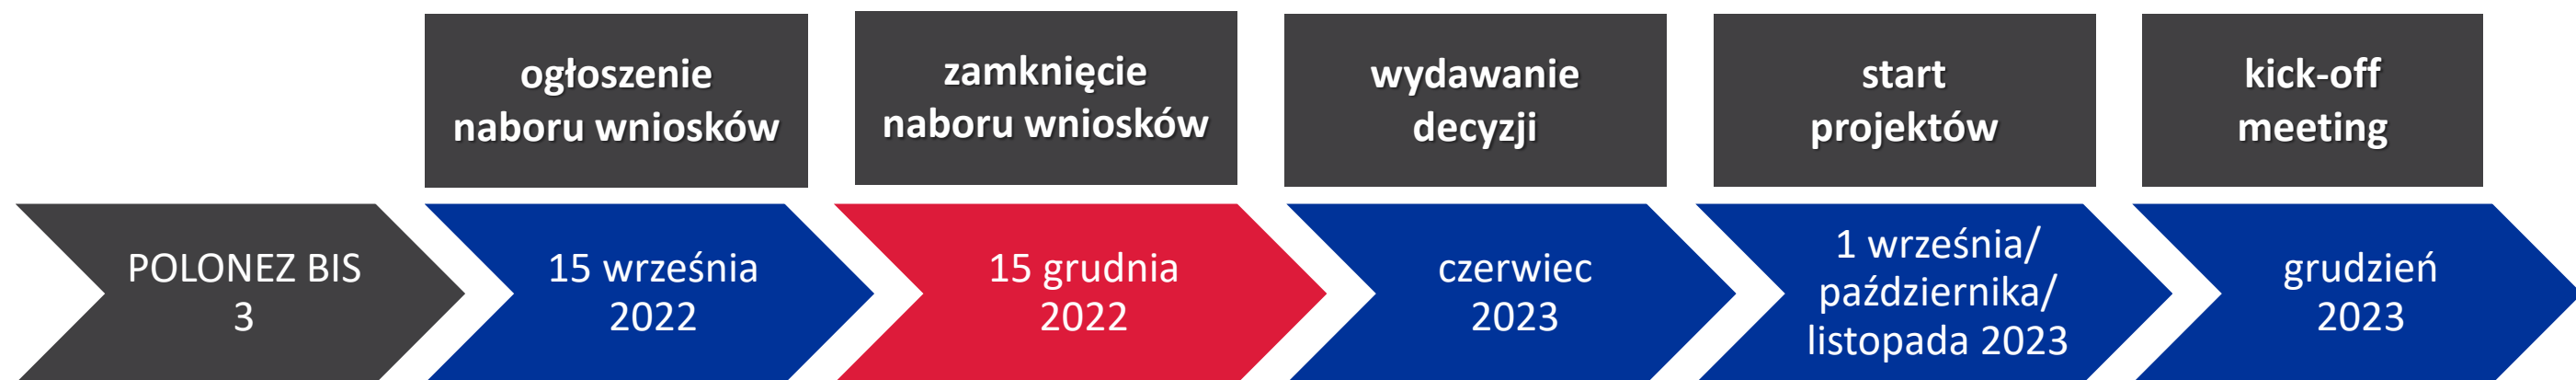 ogłoszenie
naboru wniosków
zamknięcie
naboru wniosków
wydawanie
decyzji
start
projektów
kick-off
meeting
POLONEZ BIS
3
15 września
2022
15 grudnia
2022
czerwiec
2023
1 września/
października/
listopada 2023
grudzień
2023